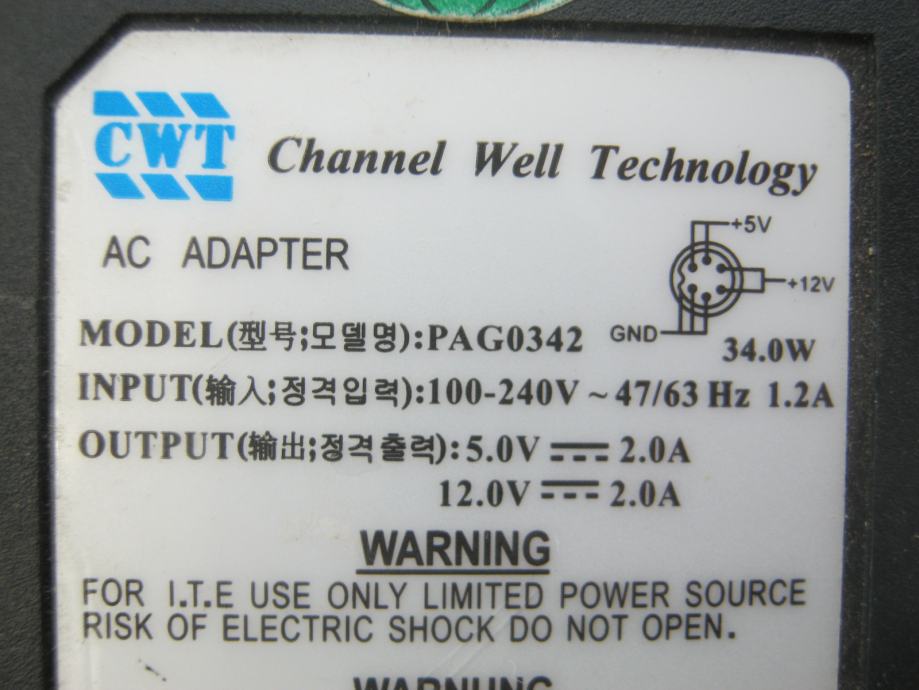 CWT Channel Well Technology
AC ADAPTER
+5V
+12V
GND
34.0W
MODEL(型号;모델명):PAG0342
INPUT(输入;정격입력):100-240V ~ 47/63 Hz 1.2A
OUTPUT(输出;정격출력):5.0V ⎓ 2.0A
12.0V ⎓ 2.0A
WARNING
FOR I.T.E USE ONLY LIMITED POWER SOURCE
RISK OF ELECTRIC SHOCK DO NOT OPEN.
WARNUNG